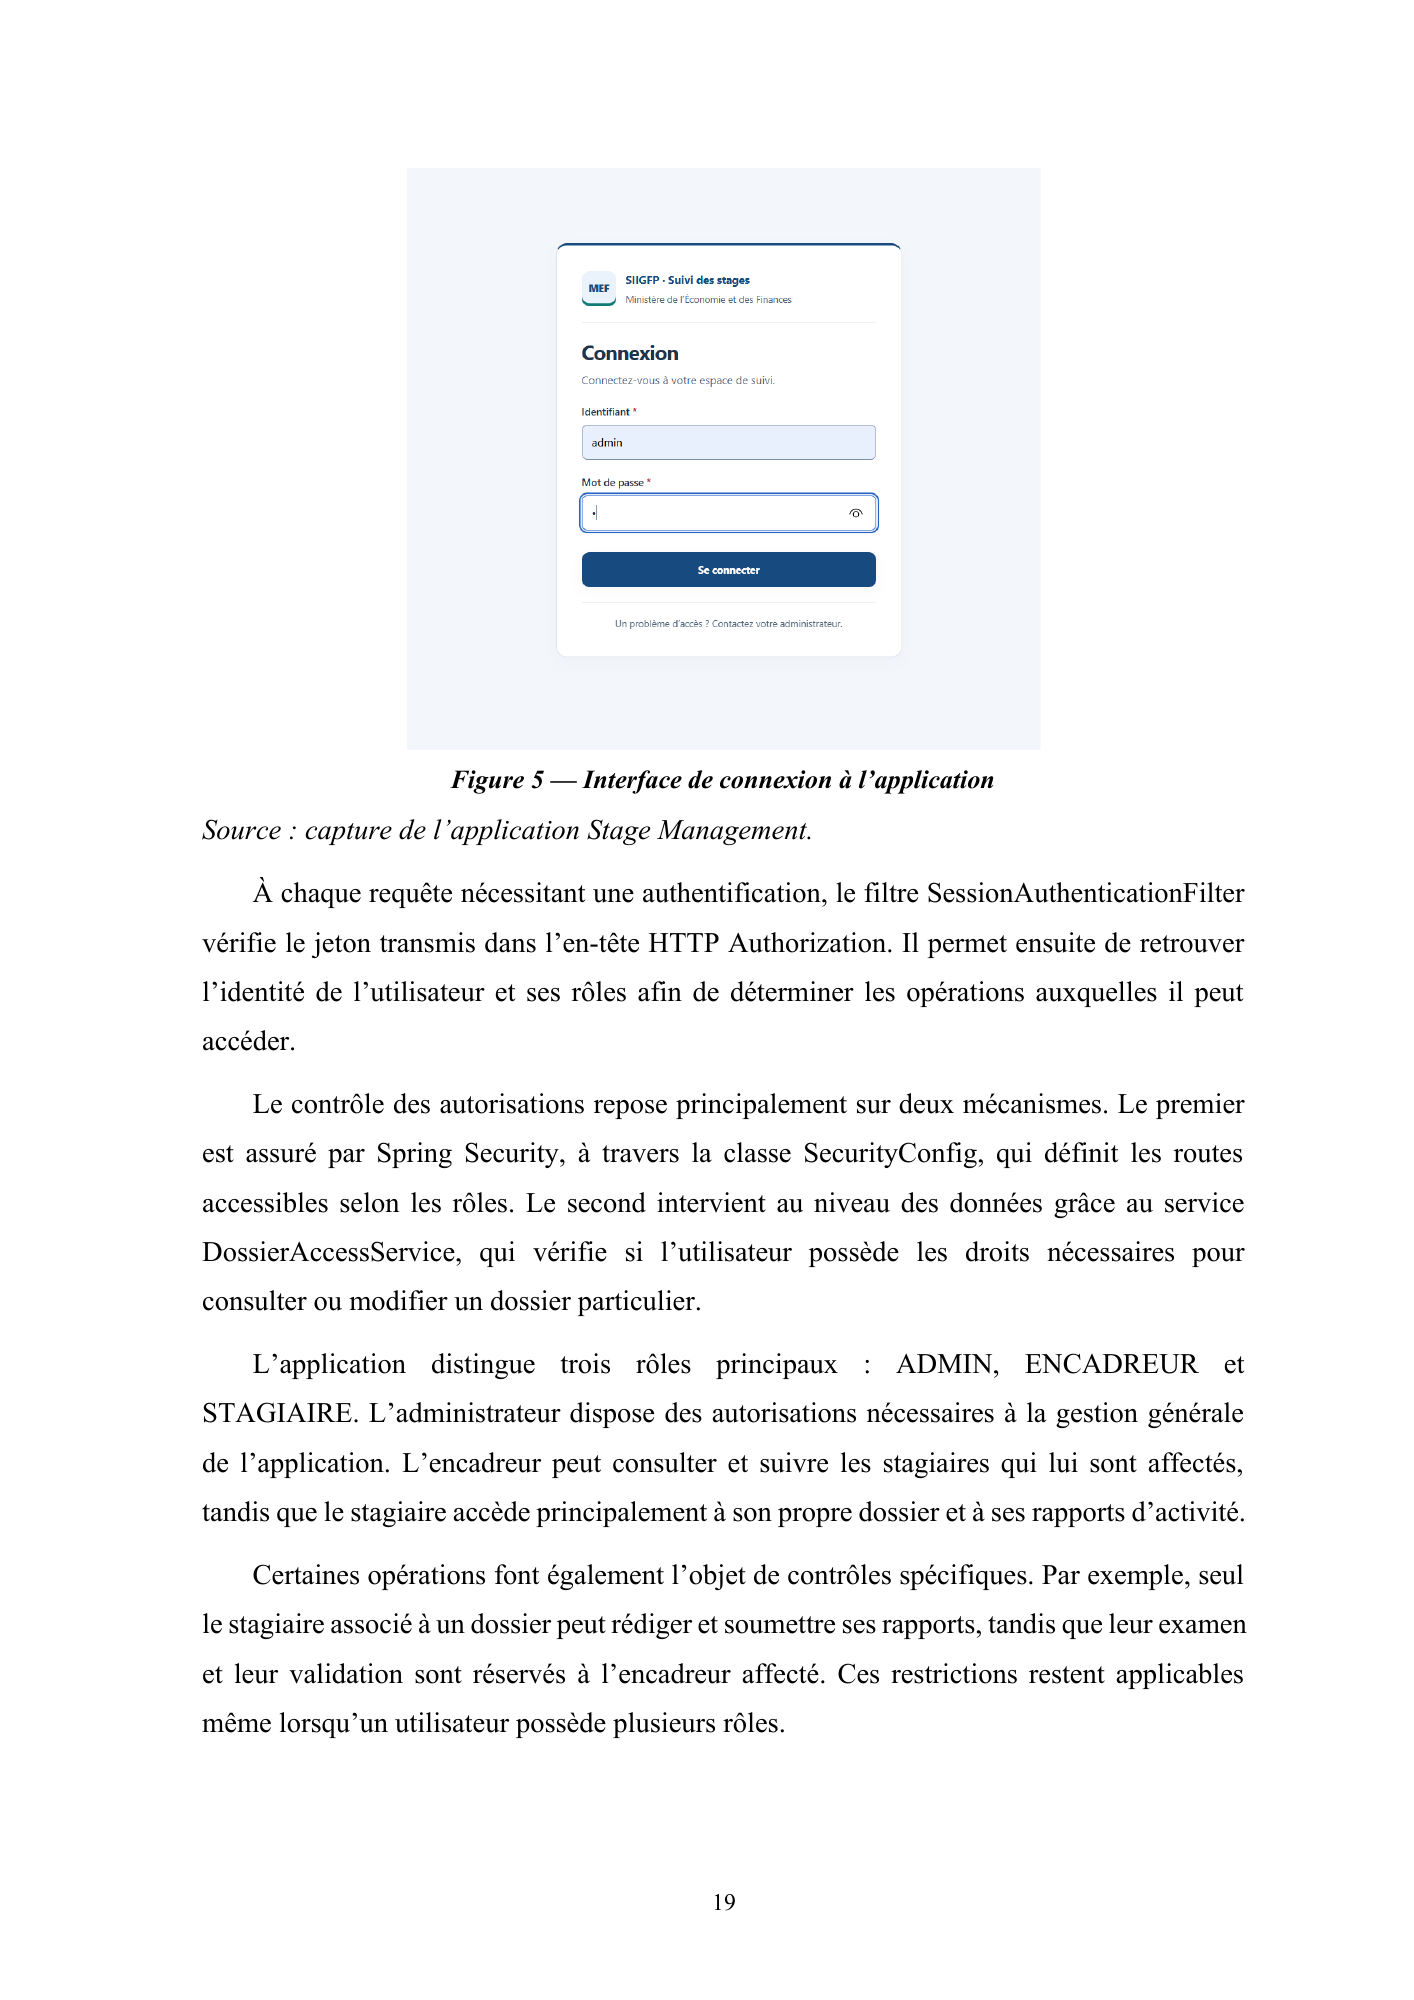 MEF
SIIGFP · Suivi des stages
Ministère de l'Économie et des Finances
Connexion
Connectez-vous à votre espace de suivi.
Identifiant *
admin
Mot de passe *
•
Se connecter
Un problème d'accès ? Contactez votre administrateur.
Figure 5 — Interface de connexion à l’application
Source : capture de l’application Stage Management.
À chaque requête nécessitant une authentification, le filtre SessionAuthenticationFilter
vérifie le jeton transmis dans l’en-tête HTTP Authorization. Il permet ensuite de retrouver
l’identité de l’utilisateur et ses rôles afin de déterminer les opérations auxquelles il peut
accéder.
Le contrôle des autorisations repose principalement sur deux mécanismes. Le premier
est assuré par Spring Security, à travers la classe SecurityConfig, qui définit les routes
accessibles selon les rôles. Le second intervient au niveau des données grâce au service
DossierAccessService, qui vérifie si l’utilisateur possède les droits nécessaires pour
consulter ou modifier un dossier particulier.
L’application distingue trois rôles principaux : ADMIN, ENCADREUR et
STAGIAIRE. L’administrateur dispose des autorisations nécessaires à la gestion générale
de l’application. L’encadreur peut consulter et suivre les stagiaires qui lui sont affectés,
tandis que le stagiaire accède principalement à son propre dossier et à ses rapports d’activité.
Certaines opérations font également l’objet de contrôles spécifiques. Par exemple, seul
le stagiaire associé à un dossier peut rédiger et soumettre ses rapports, tandis que leur examen
et leur validation sont réservés à l’encadreur affecté. Ces restrictions restent applicables
même lorsqu’un utilisateur possède plusieurs rôles.
19